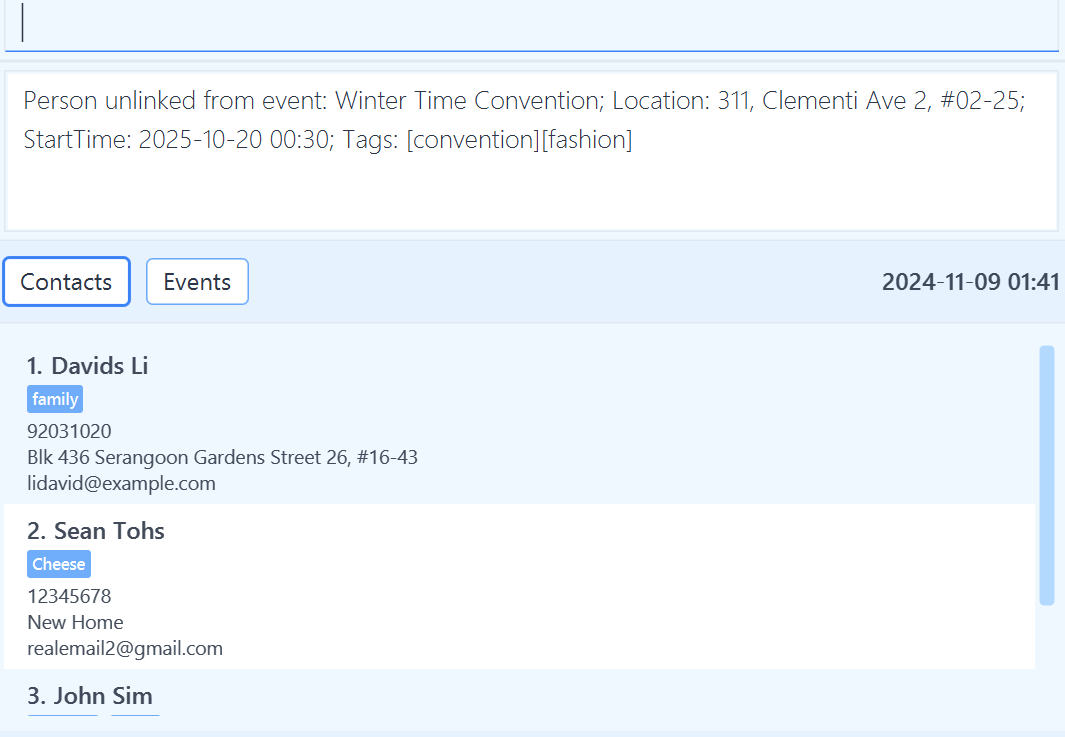 Person unlinked from event: Winter Time Convention; Location: 311, Clementi Ave 2, #02-25;
StartTime: 2025-10-20 00:30; Tags: [convention][fashion]
Contacts Events 2024-11-09 01:41
1. Davids Li
family
92031020
Blk 436 Serangoon Gardens Street 26, #16-43
lidavid@example.com
2. Sean Tohs
Cheese
12345678
New Home
realemail2@gmail.com
3. John Sim